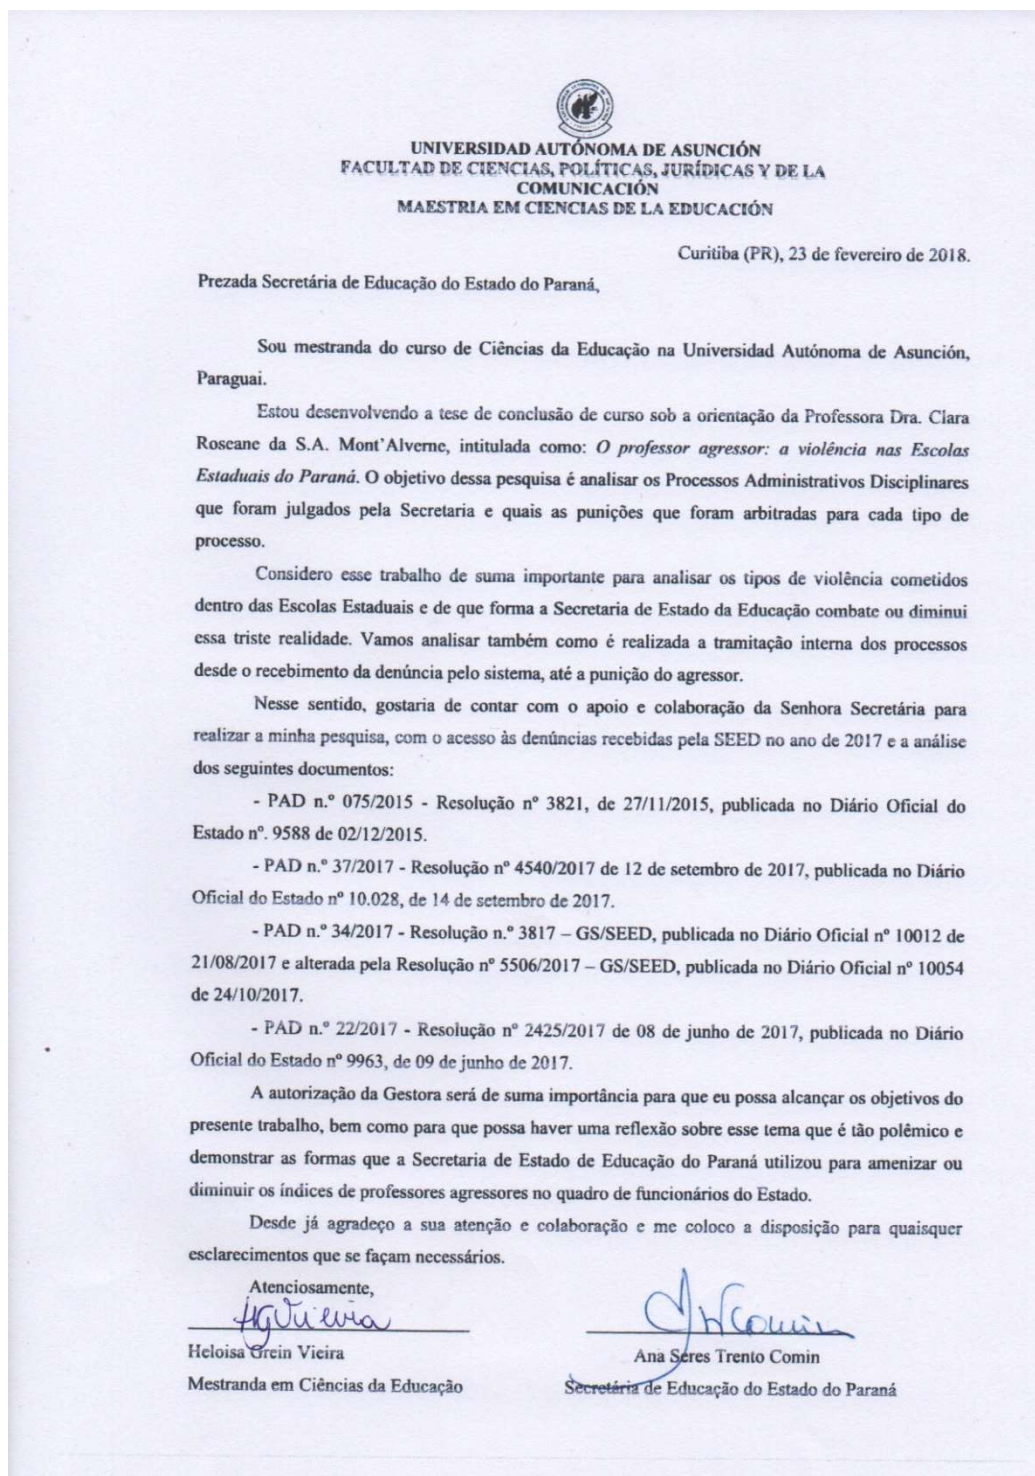 UNIVERSIDAD AUTÓNOMA DE ASUNCIÓN
FACULTAD DE CIENCIAS, POLÍTICAS, JURÍDICAS Y DE LA
COMUNICACIÓN
MAESTRIA EM CIENCIAS DE LA EDUCACIÓN
Curitiba (PR), 23 de fevereiro de 2018.
Prezada Secretária de Educação do Estado do Paraná,
Sou mestranda do curso de Ciências da Educação na Universidad Autónoma de Asunción,
Paraguai.
Estou desenvolvendo a tese de conclusão de curso sob a orientação da Professora Dra. Clara
Roseane da S.A. Mont'Alverne, intitulada como: O professor agressor: a violência nas Escolas
Estaduais do Paraná. O objetivo dessa pesquisa é analisar os Processos Administrativos Disciplinares
que foram julgados pela Secretaria e quais as punições que foram arbitradas para cada tipo de
processo.
Considero esse trabalho de suma importante para analisar os tipos de violência cometidos
dentro das Escolas Estaduais e de que forma a Secretaria de Estado da Educação combate ou diminui
essa triste realidade. Vamos analisar também como é realizada a tramitação interna dos processos
desde o recebimento da denúncia pelo sistema, até a punição do agressor.
Nesse sentido, gostaria de contar com o apoio e colaboração da Senhora Secretária para
realizar a minha pesquisa, com o acesso às denúncias recebidas pela SEED no ano de 2017 e a análise
dos seguintes documentos:
- PAD n.º 075/2015 - Resolução nº 3821, de 27/11/2015, publicada no Diário Oficial do
Estado nº. 9588 de 02/12/2015.
- PAD n.º 37/2017 - Resolução nº 4540/2017 de 12 de setembro de 2017, publicada no Diário
Oficial do Estado nº 10.028, de 14 de setembro de 2017.
- PAD n.º 34/2017 - Resolução n.º 3817 – GS/SEED, publicada no Diário Oficial nº 10012 de
21/08/2017 e alterada pela Resolução nº 5506/2017 – GS/SEED, publicada no Diário Oficial nº 10054
de 24/10/2017.
- PAD n.º 22/2017 - Resolução nº 2425/2017 de 08 de junho de 2017, publicada no Diário
Oficial do Estado nº 9963, de 09 de junho de 2017.
A autorização da Gestora será de suma importância para que eu possa alcançar os objetivos do
presente trabalho, bem como para que possa haver uma reflexão sobre esse tema que é tão polêmico e
demonstrar as formas que a Secretaria de Estado de Educação do Paraná utilizou para amenizar ou
diminuir os índices de professores agressores no quadro de funcionários do Estado.
Desde já agradeço a sua atenção e colaboração e me coloco a disposição para quaisquer
esclarecimentos que se façam necessários.
Atenciosamente,
HGVieira
Heloisa Grein Vieira
Ana Seres Trento Comin
Mestranda em Ciências da Educação
Secretária de Educação do Estado do Paraná